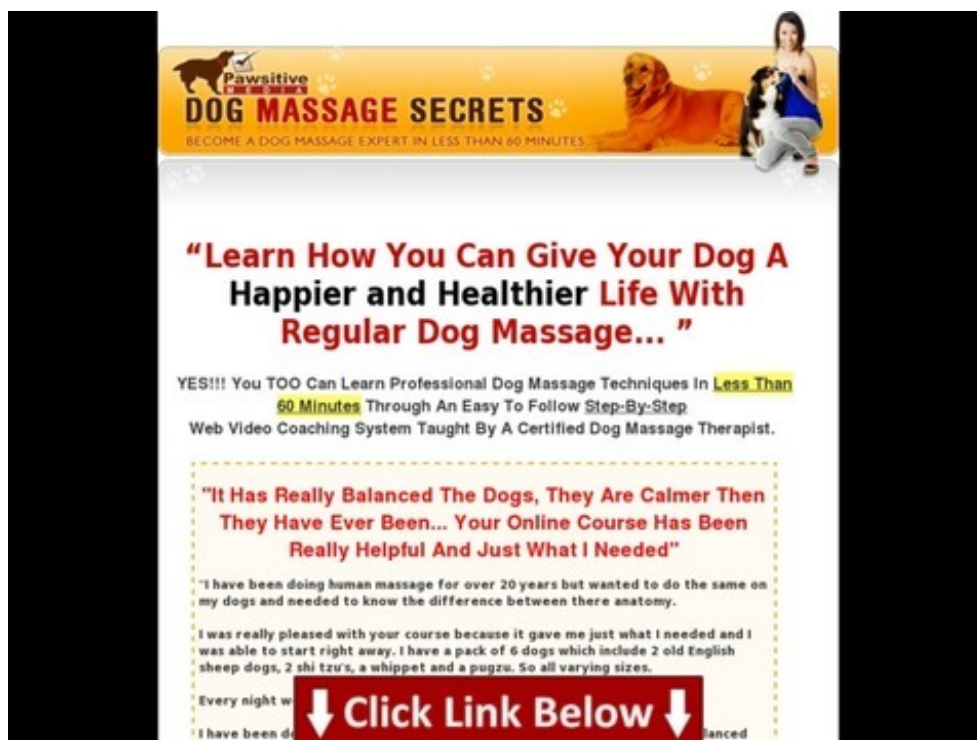 Pawsitive
MEDIA
DOG MASSAGE SECRETS
BECOME A DOG MASSAGE EXPERT IN LESS THAN 60 MINUTES
“Learn How You Can Give Your Dog A
Happier and Healthier Life With
Regular Dog Massage... ”
YES!!! You TOO Can Learn Professional Dog Massage Techniques In Less Than
60 Minutes Through An Easy To Follow Step-By-Step
Web Video Coaching System Taught By A Certified Dog Massage Therapist.
"It Has Really Balanced The Dogs, They Are Calmer Then
They Have Ever Been... Your Online Course Has Been
Really Helpful And Just What I Needed"
"I have been doing human massage for over 20 years but wanted to do the same on
my dogs and needed to know the difference between there anatomy.
I was really pleased with your course because it gave me just what I needed and I
was able to start right away. I have a pack of 6 dogs which include 2 old English
sheep dogs, 2 shi tzu's, a whippet and a pugzu. So all varying sizes.
Every night
Click Link Below
I have been